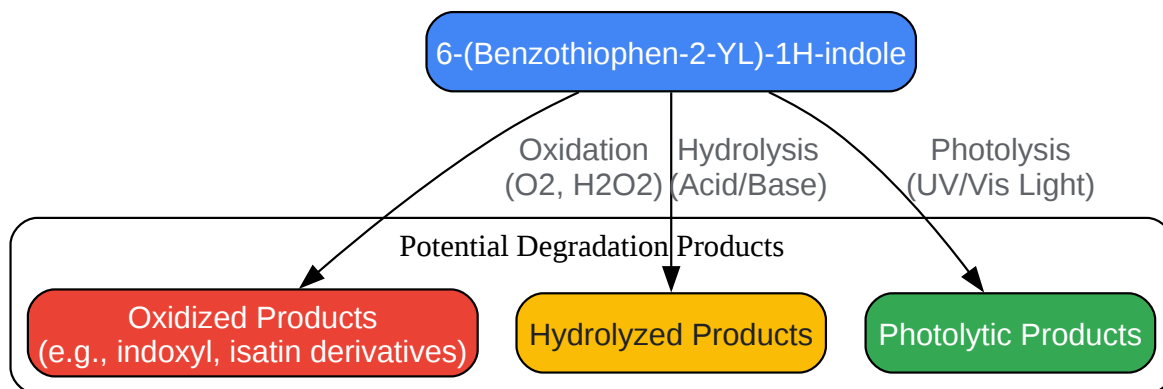 6-(Benzothiophen-2-YL)-1H-indole
Oxidation
(O2, H2O2)
Hydrolysis
(Acid/Base)
Photolysis
(UV/Vis Light)
Potential Degradation Products
Oxidized Products
(e.g., indoxyl, isatin derivatives)
Hydrolyzed Products
Photolytic Products